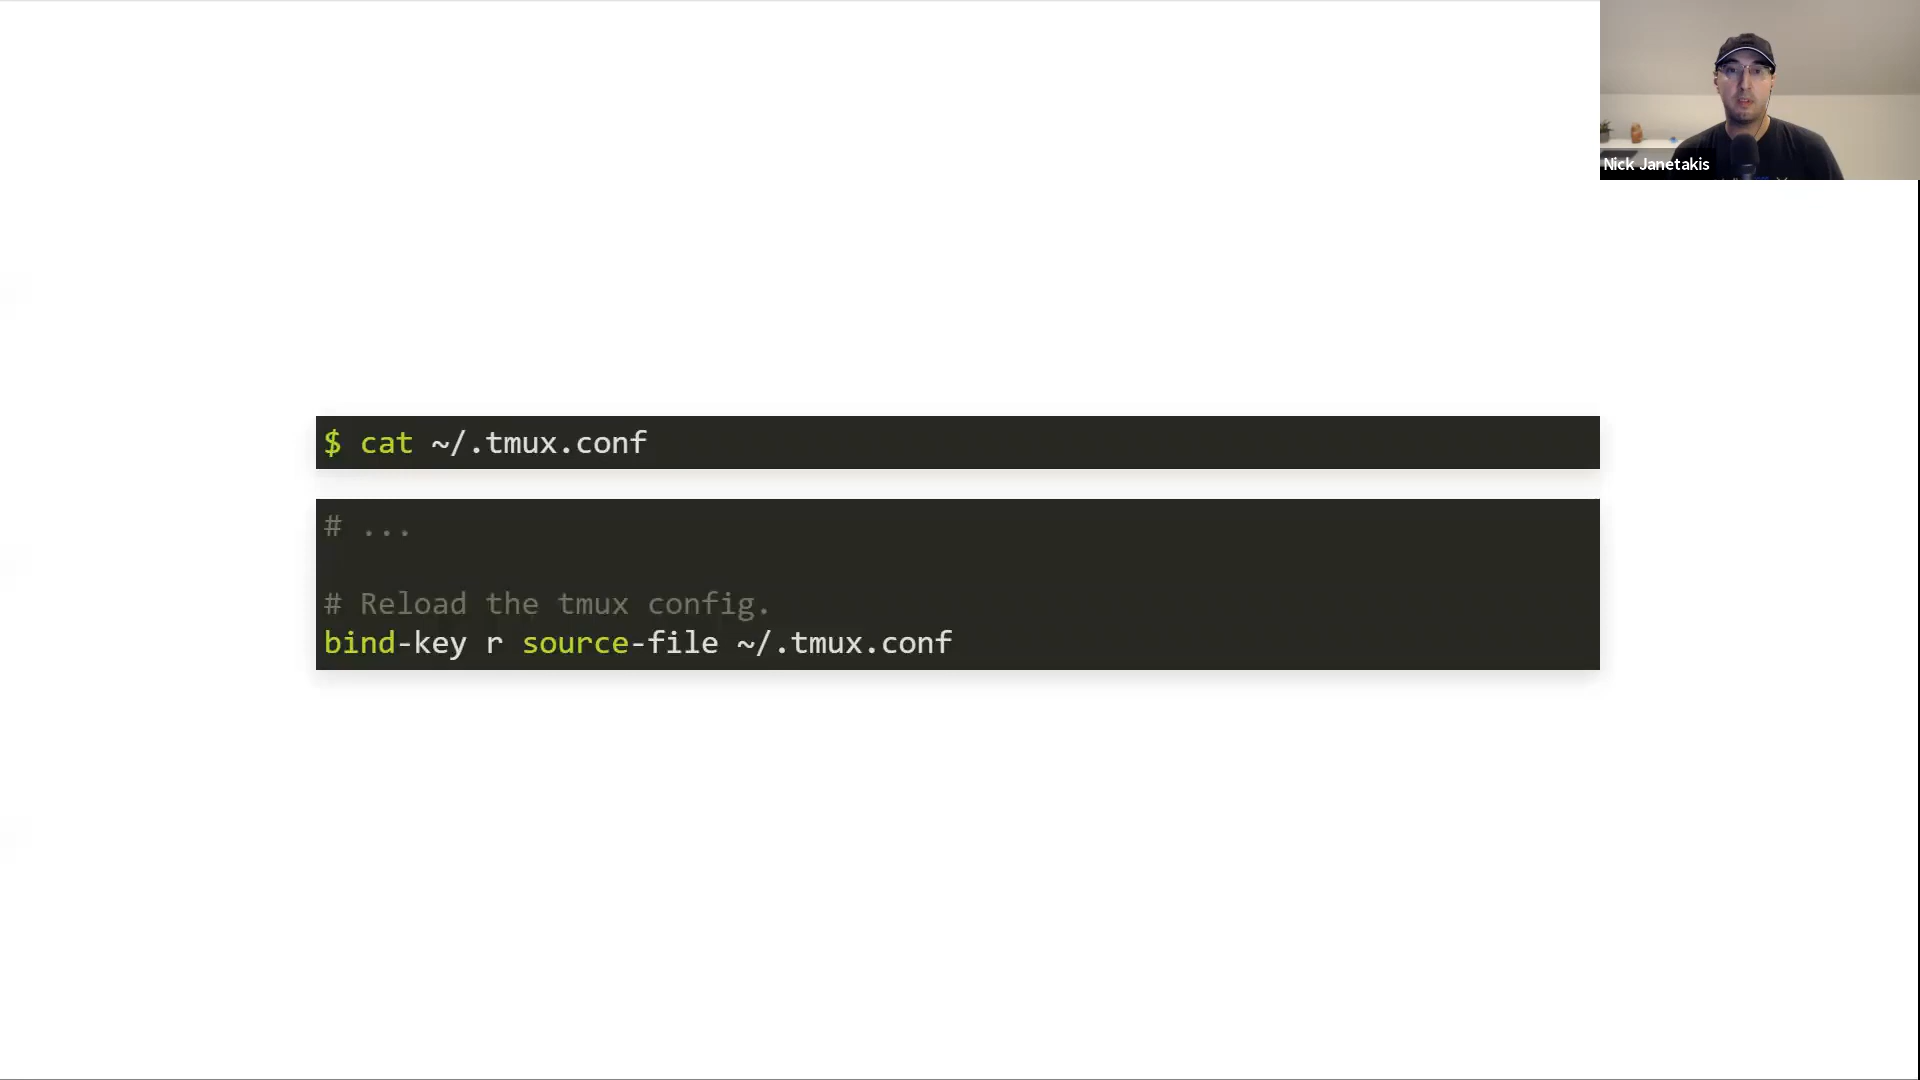 Nick Janetakis
$ cat ~/.tmux.conf
# ...
# Reload the tmux config.
bind-key r source-file ~/.tmux.conf